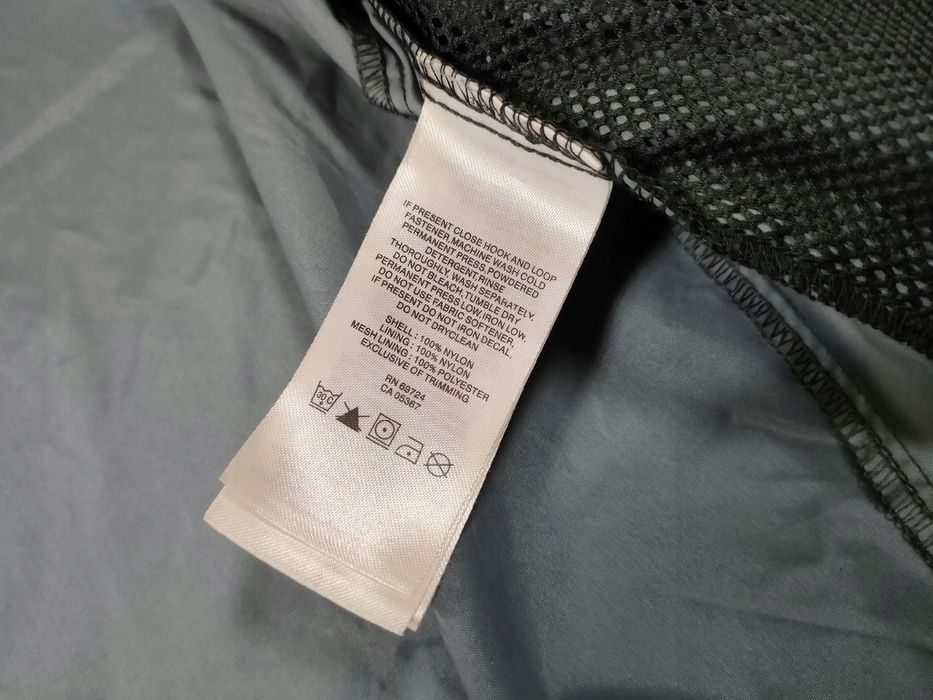 IF PRESENT CLOSE HOOK AND LOOP
FASTENER, MACHINE WASH COLD
PERMANENT PRESS, POWDERED
DETERGENT.RINSE
THOROUGHLY. WASH SEPARATELY.
DO NOT BLEACH.TUMBLE DRY
PERMANENT PRESS LOW. IRON LOW.
DO NOT USE FABRIC SOFTENER.
IF PRESENT DO NOT IRON DECAL.
DO NOT DRYCLEAN
SHELL : 100% NYLON
LINING : 100% NYLON
MESH LINING : 100% POLYESTER
EXCLUSIVE OF TRIMMING
RN 69724
CA 05367
30 C